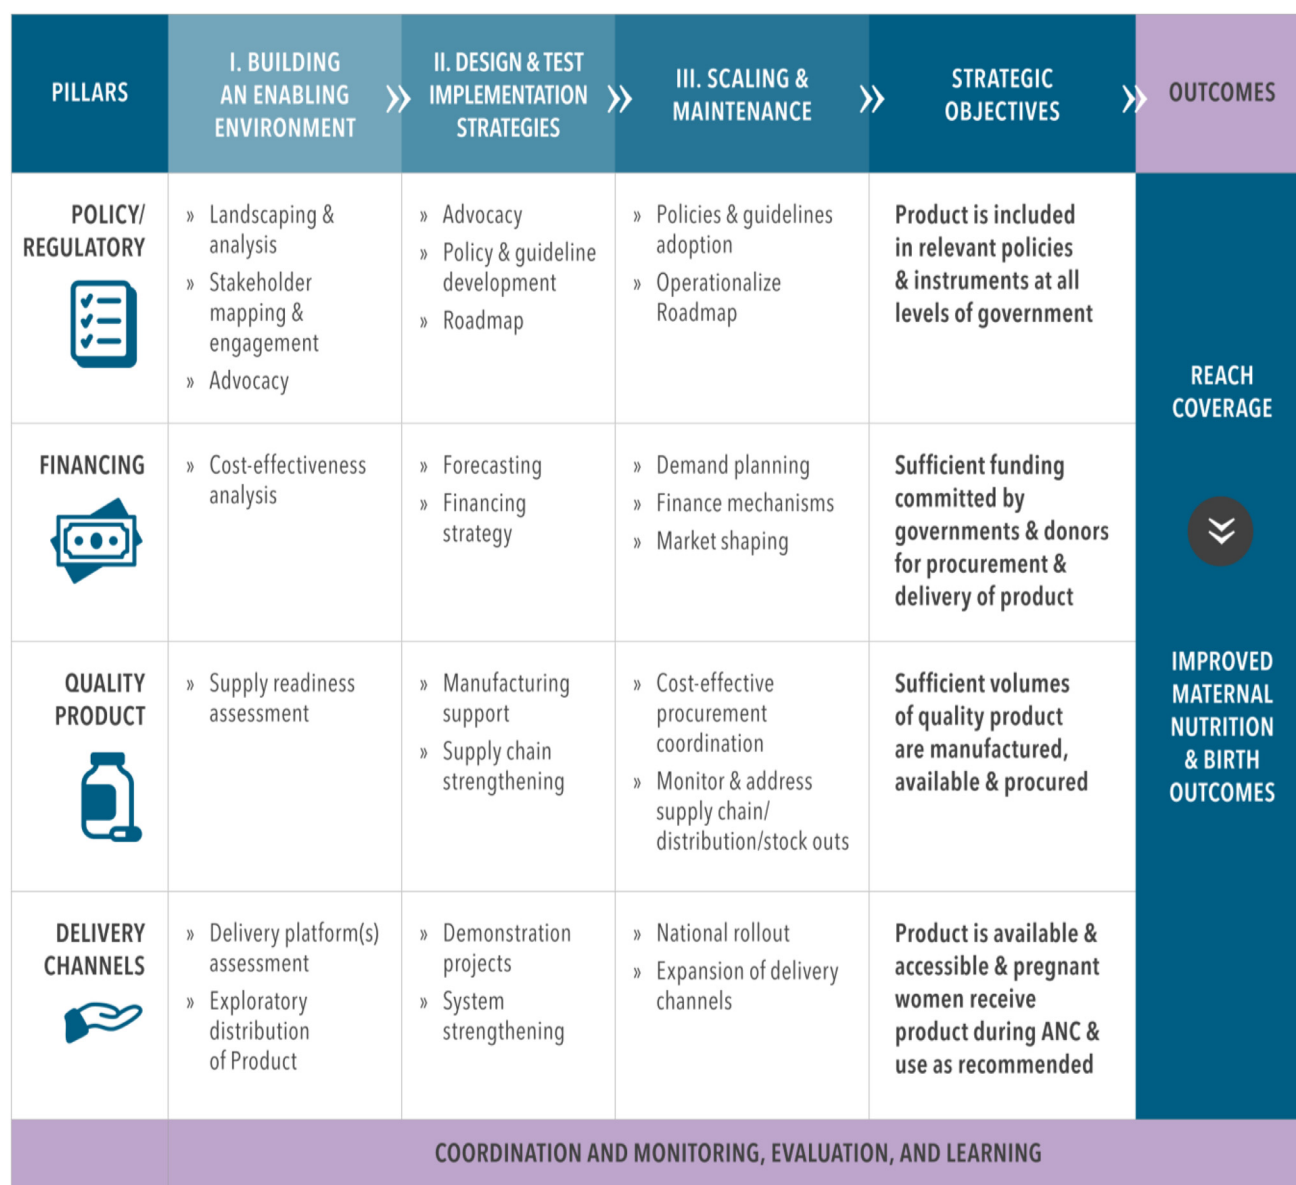 PILLARS
I. BUILDING
AN ENABLING
ENVIRONMENT
»
II. DESIGN & TEST
IMPLEMENTATION
STRATEGIES
»
III. SCALING &
MAINTENANCE
»
STRATEGIC
OBJECTIVES
»
OUTCOMES
POLICY/
REGULATORY
» Landscaping &
analysis
» Stakeholder
mapping &
engagement
» Advocacy
» Advocacy
» Policy & guideline
development
» Roadmap
» Policies & guidelines
adoption
» Operationalize
Roadmap
Product is included
in relevant policies
& instruments at all
levels of government
FINANCING
» Cost-effectiveness
analysis
» Forecasting
» Financing
strategy
» Demand planning
» Finance mechanisms
» Market shaping
Sufficient funding
committed by
governments & donors
for procurement &
delivery of product
QUALITY
PRODUCT
» Supply readiness
assessment
» Manufacturing
support
» Supply chain
strengthening
» Cost-effective
procurement
coordination
» Monitor & address
supply chain/
distribution/stock outs
Sufficient volumes
of quality product
are manufactured,
available & procured
DELIVERY
CHANNELS
» Delivery platform(s)
assessment
» Exploratory
distribution
of Product
» Demonstration
projects
» System
strengthening
» National rollout
» Expansion of delivery
channels
Product is available &
accessible & pregnant
women receive
product during ANC &
use as recommended
REACH
COVERAGE
IMPROVED
MATERNAL
NUTRITION
& BIRTH
OUTCOMES
COORDINATION AND MONITORING, EVALUATION, AND LEARNING